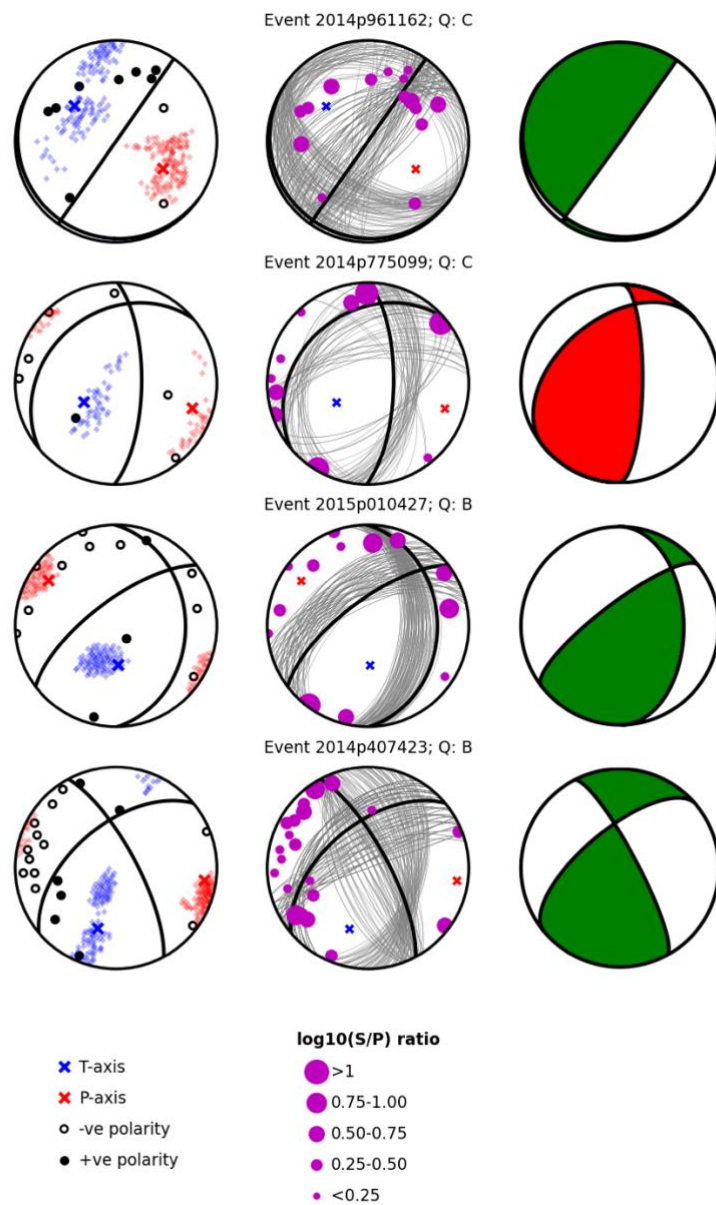 Event 2014p961162; Q: C
Event 2014p775099; Q: C
Event 2015p010427; Q: B
Event 2014p407423; Q: B
T-axis
P-axis
-ve polarity
+ve polarity
log10(S/P) ratio
>1
0.75-1.00
0.50-0.75
0.25-0.50
<0.25